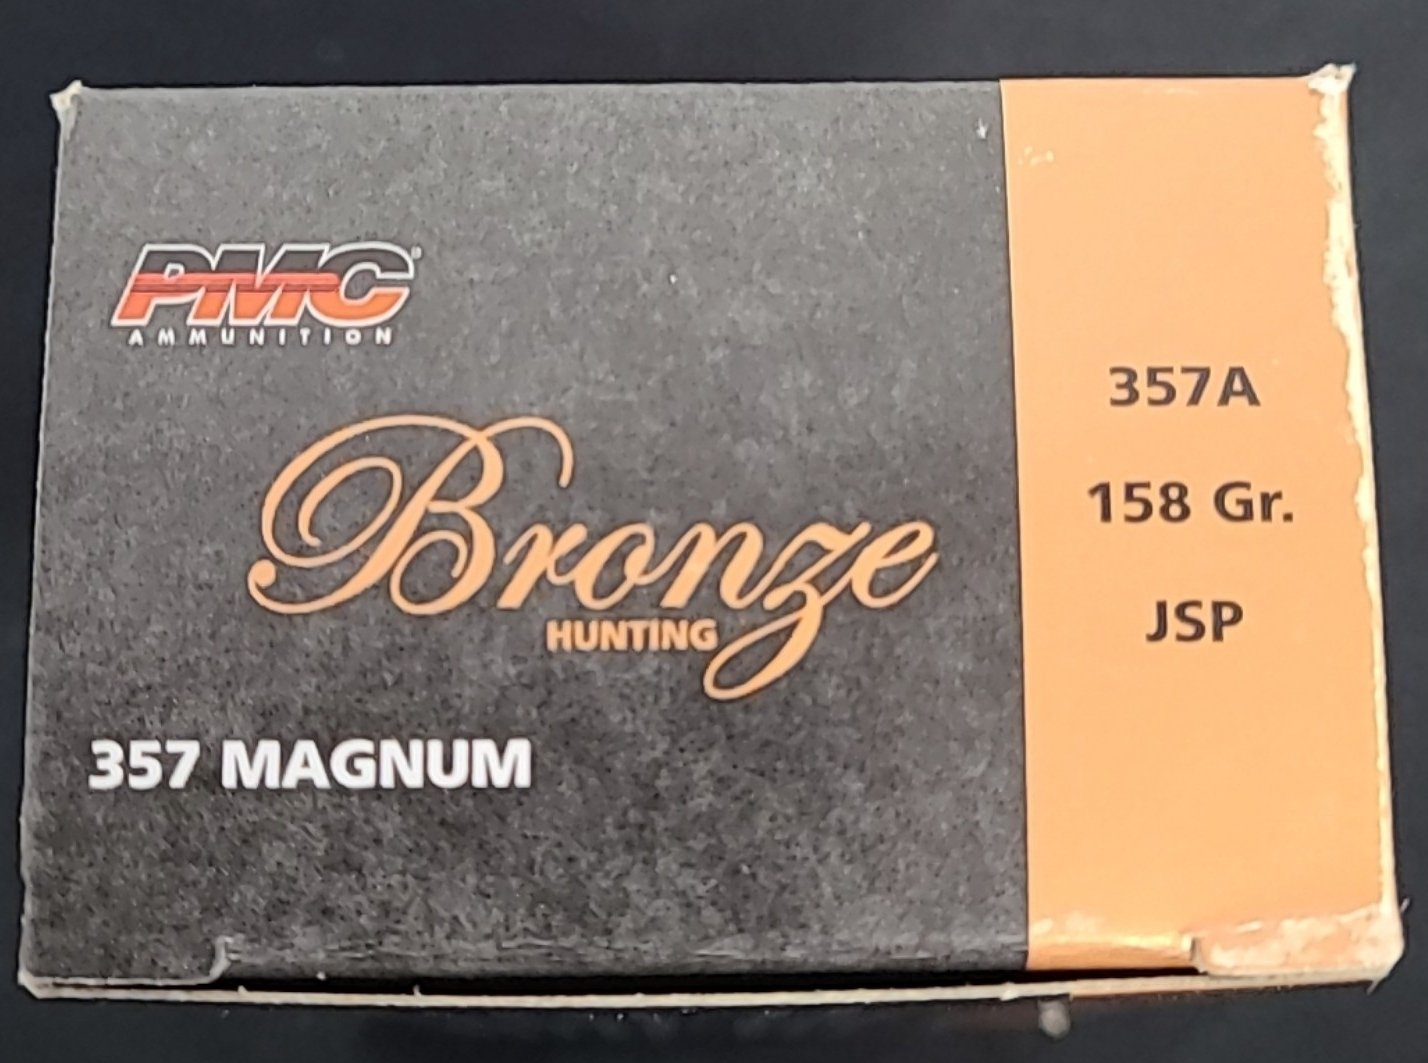 PMC
AMMUNITION
Bronze
HUNTING
357 MAGNUM
357A
158 Gr.
JSP